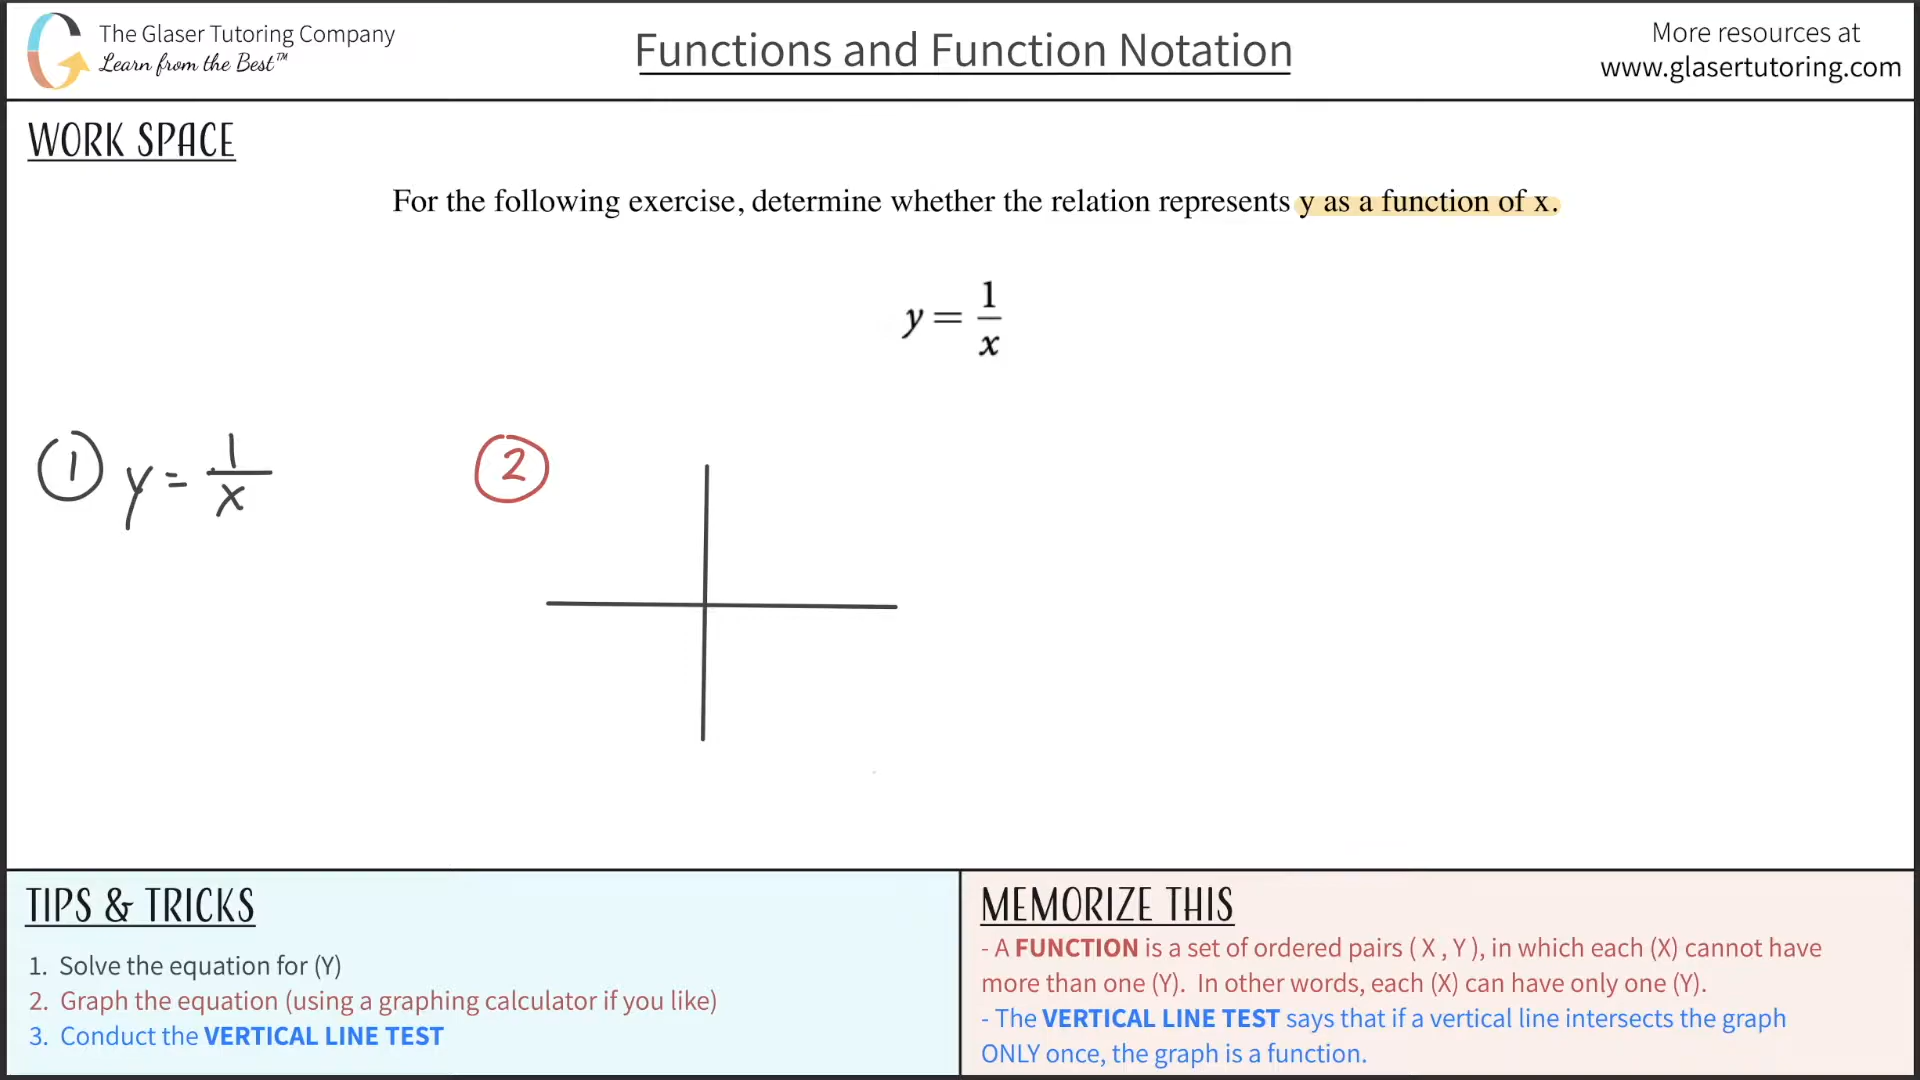 The Glaser Tutoring Company
Learn from the Best™
Functions and Function Notation
More resources at
www.glasertutoring.com
WORK SPACE
For the following exercise, determine whether the relation represents y as a function of x.
y = 1/x
① y = 1/x
②
TIPS & TRICKS
1. Solve the equation for (Y)
2. Graph the equation (using a graphing calculator if you like)
3. Conduct the VERTICAL LINE TEST
MEMORIZE THIS
- A FUNCTION is a set of ordered pairs ( X , Y ), in which each (X) cannot have
more than one (Y). In other words, each (X) can have only one (Y).
- The VERTICAL LINE TEST says that if a vertical line intersects the graph
ONLY once, the graph is a function.